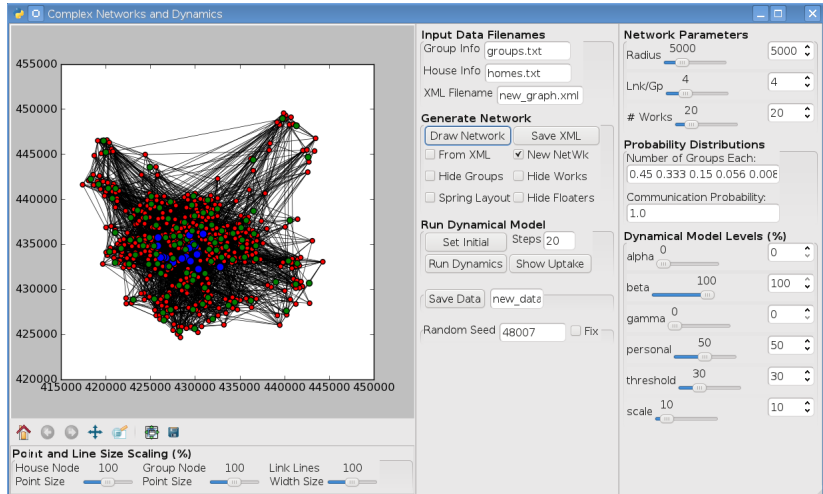 Complex Networks and Dynamics
455000
450000
445000
440000
435000
430000
425000
420000
415000 420000 425000 430000 435000 440000 445000 450000
Point and Line Size Scaling (%)
House Node 100 Group Node 100 Link Lines 100
Point Size Point Size Width Size
Input Data Filenames
Group Info groups.txt
House Info homes.txt
XML Filename new_graph.xml
Generate Network
Draw Network Save XML
From XML New NetWk
Hide Groups Hide Works
Spring Layout Hide Floaters
Run Dynamical Model
Set Initial Steps 20
Run Dynamics Show Uptake
Save Data new_data
Random Seed 48007 Fix
Network Parameters
Radius 5000 5000
Lnk/Gp 4 4
# Works 20 20
Probability Distributions
Number of Groups Each:
0.45 0.333 0.15 0.056 0.008
Communication Probability:
1.0
Dynamical Model Levels (%)
alpha 0 0
beta 100 100
gamma 0 0
personal 50 50
threshold 30 30
scale 10 10